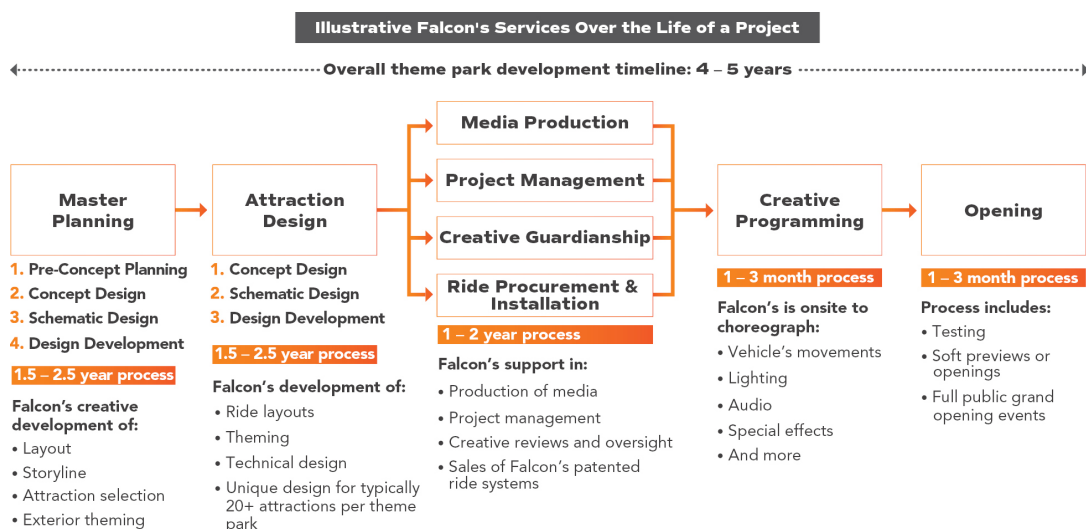 Illustrative Falcon's Services Over the Life of a Project
Overall theme park development timeline: 4 – 5 years
Master
Planning
1. Pre-Concept Planning
2. Concept Design
3. Schematic Design
4. Design Development
1.5 – 2.5 year process
Falcon's creative
development of:
• Layout
• Storyline
• Attraction selection
• Exterior theming
Attraction
Design
1. Concept Design
2. Schematic Design
3. Design Development
1.5 – 2.5 year process
Falcon's development of:
• Ride layouts
• Theming
• Technical design
• Unique design for typically
20+ attractions per theme
park
Media Production
Project Management
Creative Guardianship
Ride Procurement &
Installation
1 – 2 year process
Falcon's support in:
• Production of media
• Project management
• Creative reviews and oversight
• Sales of Falcon's patented
ride systems
Creative
Programming
1 – 3 month process
Falcon's is onsite to
choreograph:
• Vehicle's movements
• Lighting
• Audio
• Special effects
• And more
Opening
1 – 3 month process
Process includes:
• Testing
• Soft previews or
openings
• Full public grand
opening events